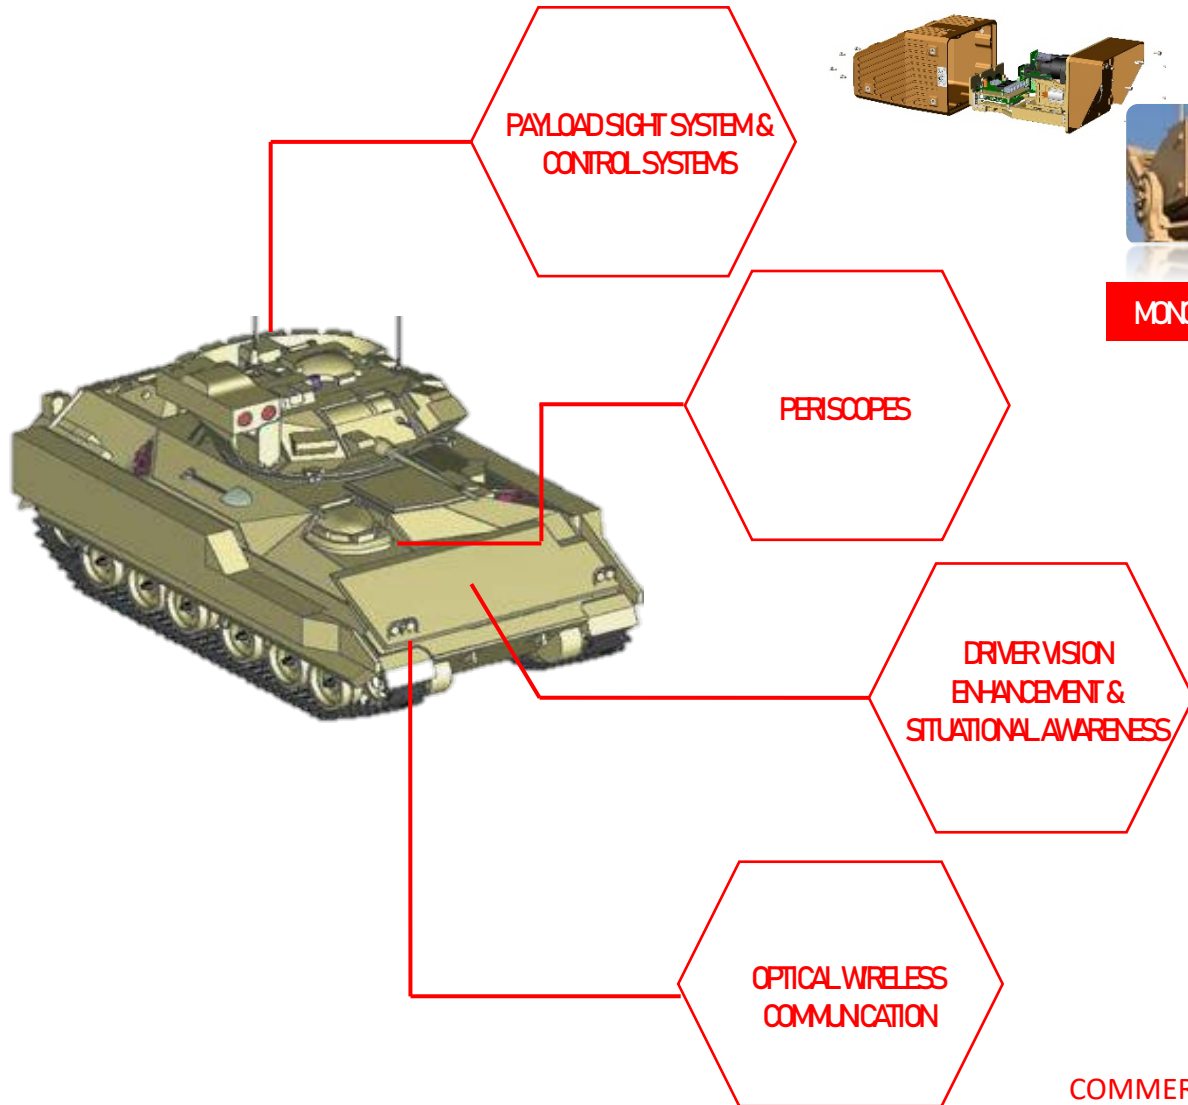 PAYLOAD SIGHT SYSTEM &
CONTROL SYSTEMS
PERISCOPES
DRIVER VISION
ENHANCEMENT &
SITUATIONAL AWARENESS
OPTICAL WIRELESS
COMMUNICATION